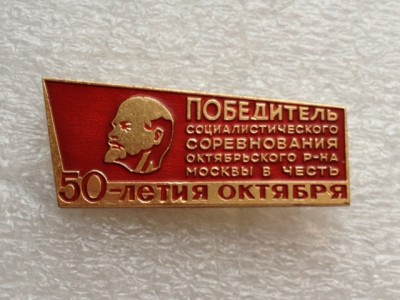 ПОБЕДИТЕЛЬ
СОЦИАЛИСТИЧЕСКОГО
СОРЕВНОВАНИЯ
ОКТЯБРЬСКОГО Р-НА
МОСКВЫ В ЧЕСТЬ
50-летия ОКТЯБРЯ